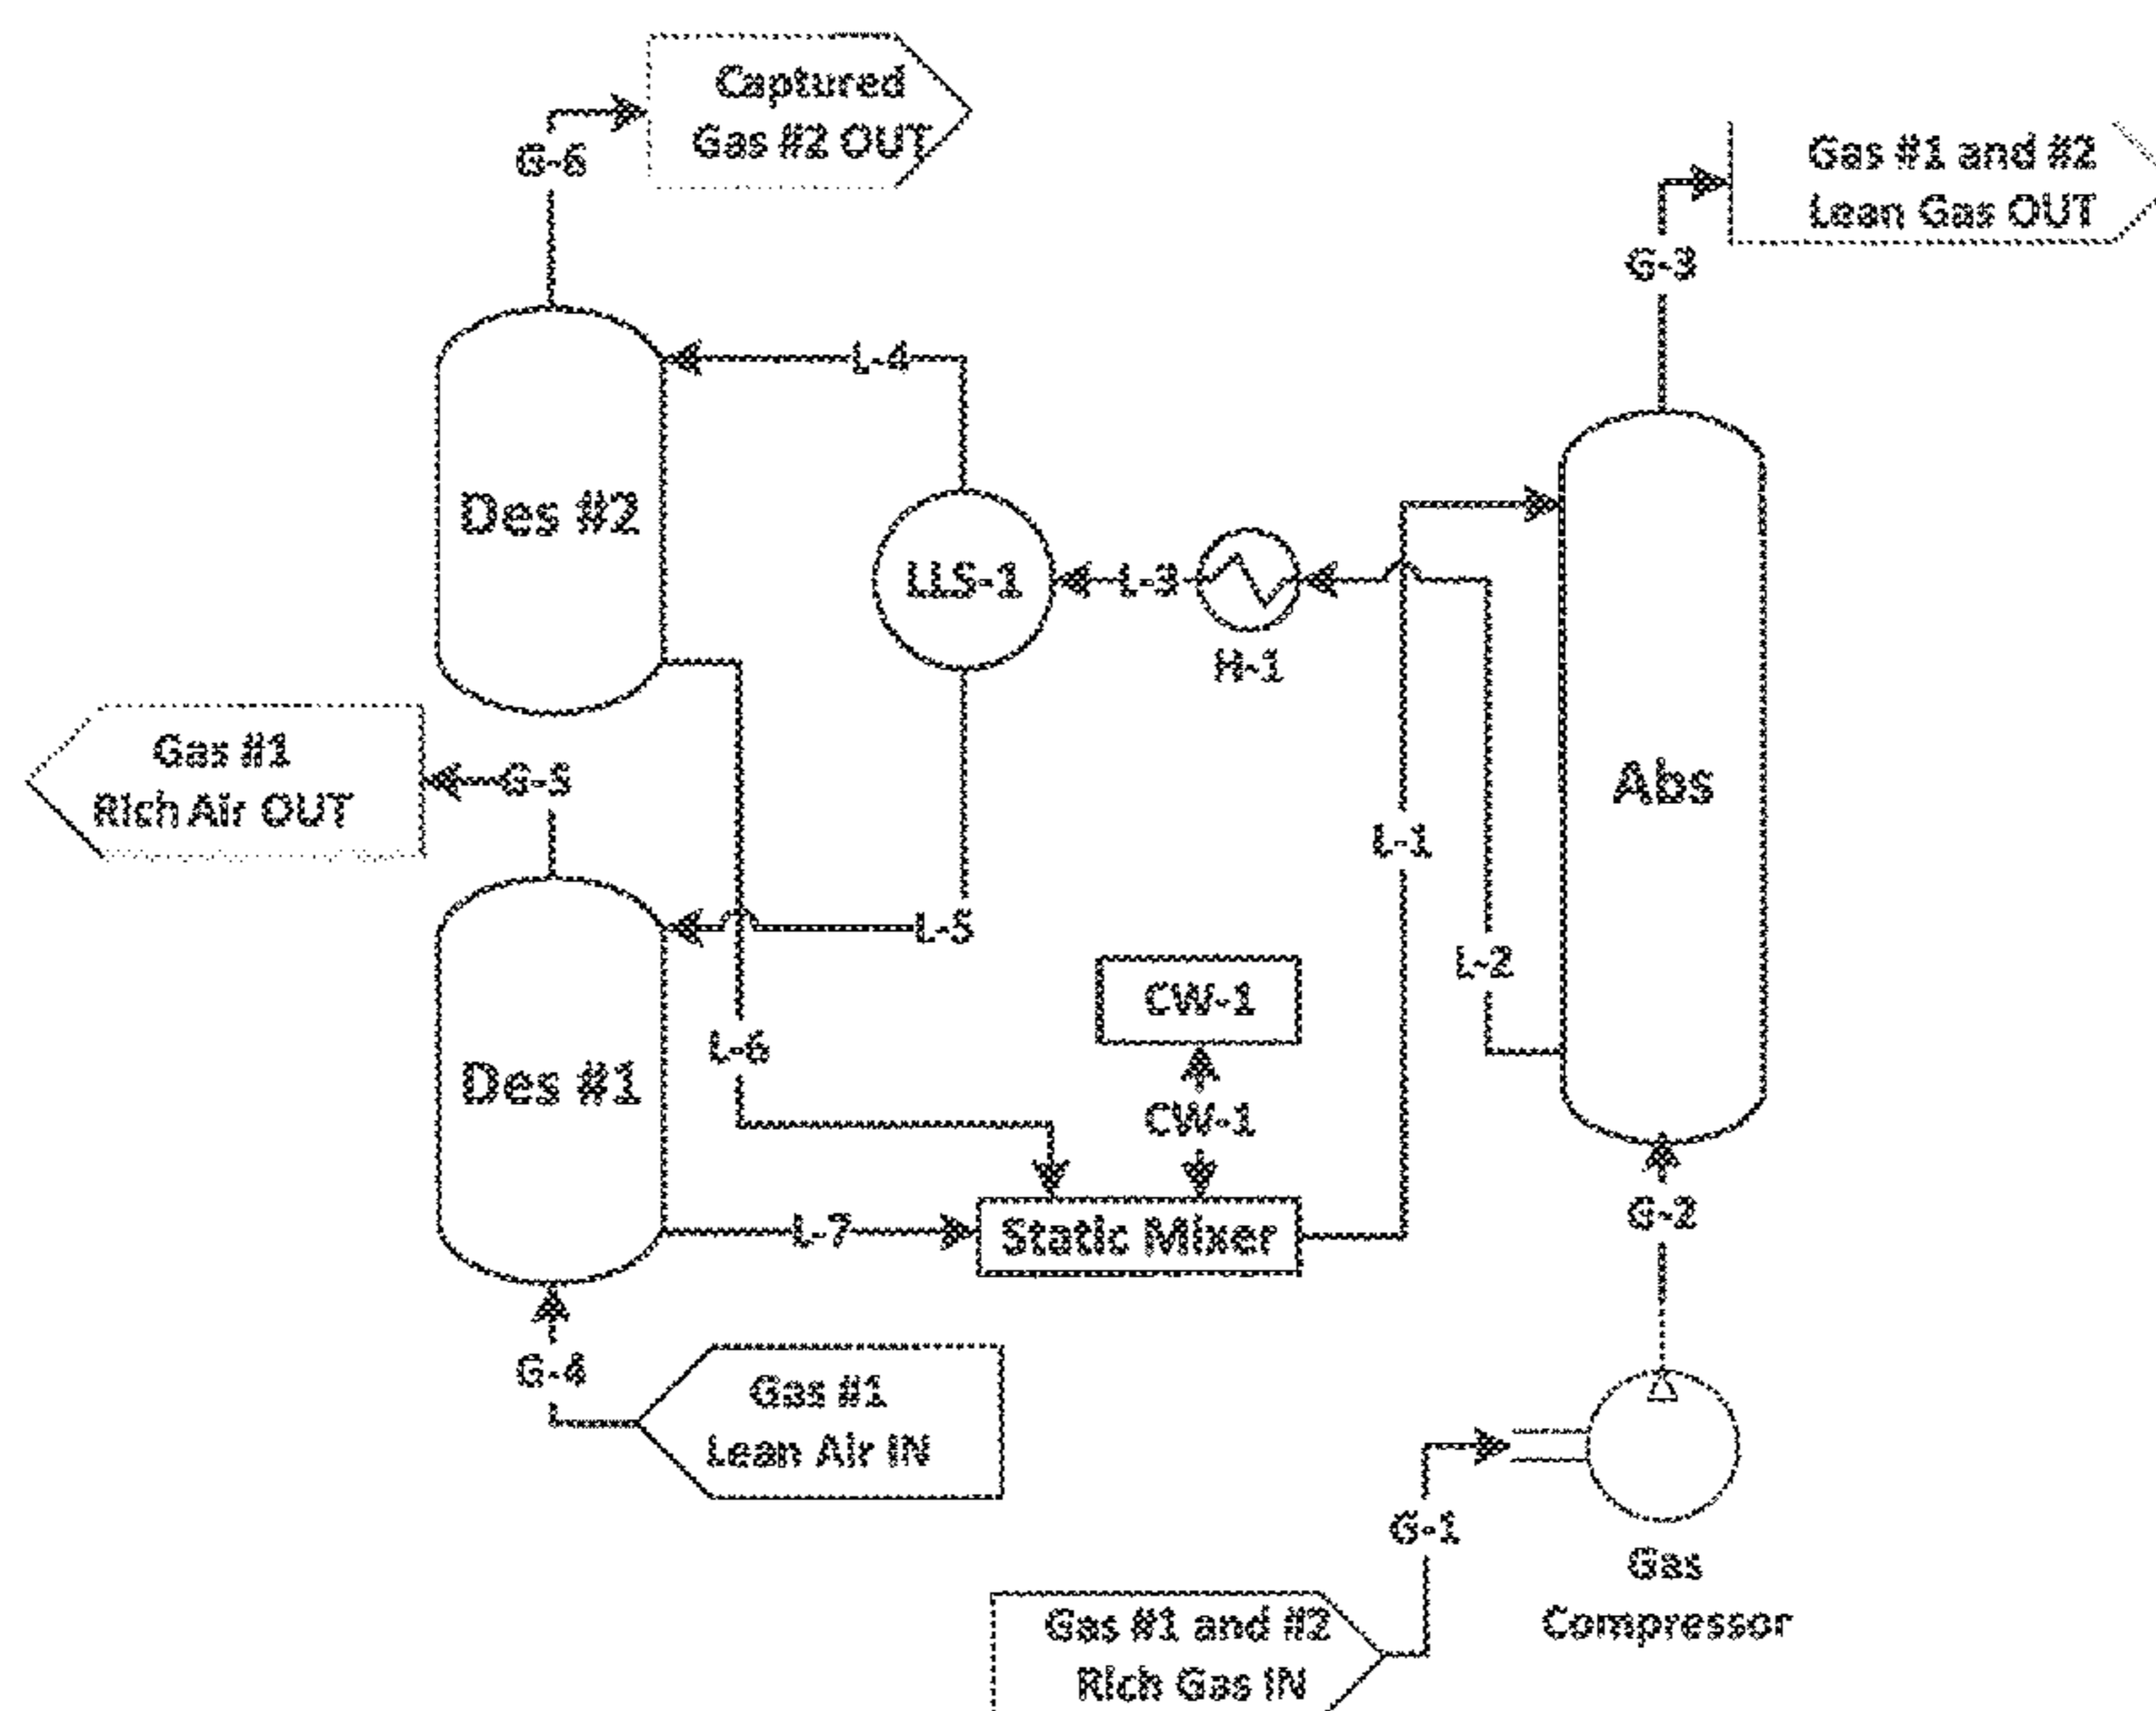 Captured
Gas #2 OUT
G-6
Gas #1 and #2
Lean Gas OUT
G-3
L-4
Des #2
LLS-1
L-3
H-1
Gas #1
Rich Air OUT
G-5
Abs
L-1
L-5
L-2
CW-1
L-6
Des #1
CW-1
L-7
Static Mixer
G-2
G-4
Gas #1
Lean Air IN
G-1
Gas
Compressor
Gas #1 and #2
Rich Gas IN